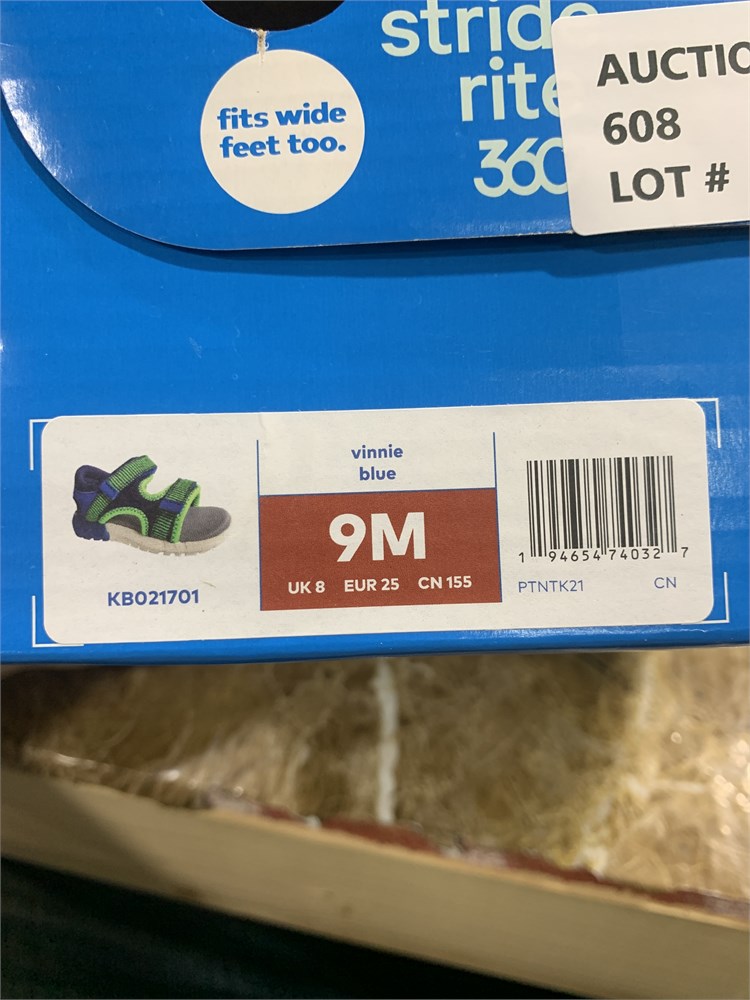 stride
rite
360
fits wide
feet too.
AUCTIO
608
LOT #
vinnie
blue
9M
UK 8 EUR 25 CN 155
KB021701
1 94654 74032 7
PTNTK21 CN